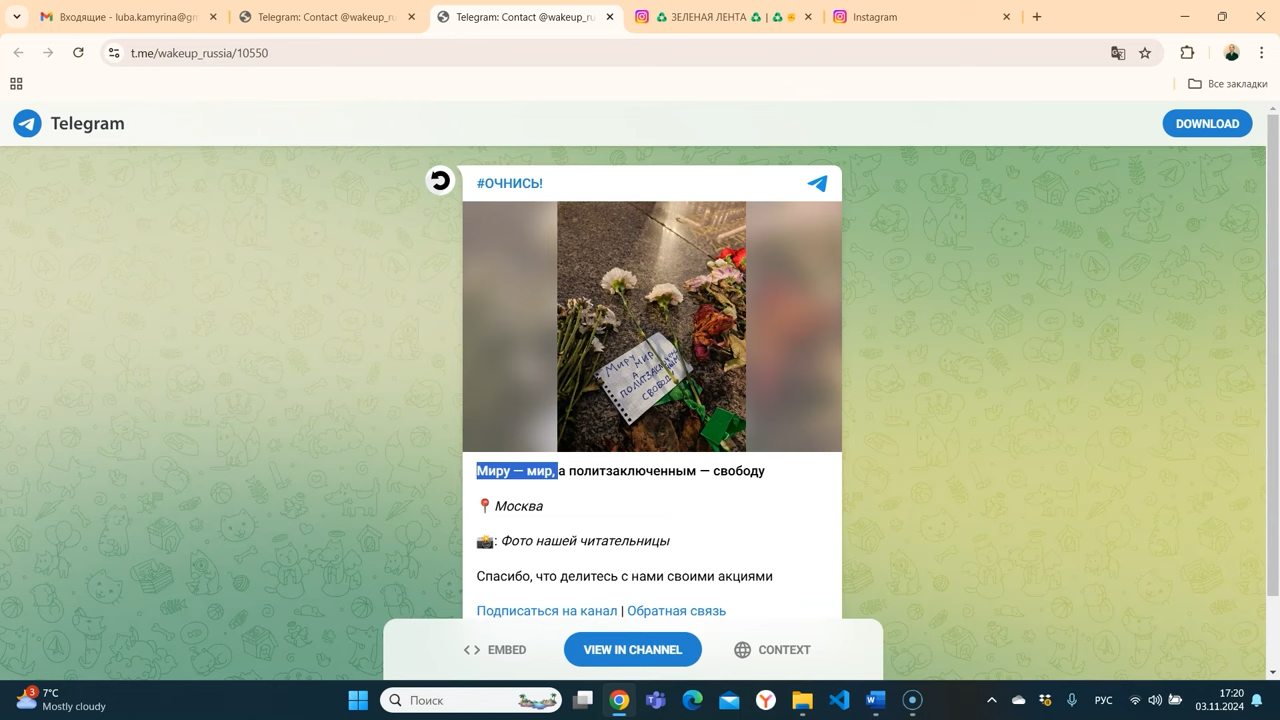 Входящие - luba.kamyrina@gm
Telegram: Contact @wakeup_ru
Telegram: Contact @wakeup_ru
♻️ ЗЕЛЕНАЯ ЛЕНТА ♻️ | ♻️ ✊
Instagram
t.me/wakeup_russia/10550
Все закладки
Telegram
DOWNLOAD
#ОЧНИСЬ!
Миру
мир
а
политзаключен
свободу
Миру — мир, а политзаключенным — свободу
📍Москва
📸: Фото нашей читательницы
Спасибо, что делитесь с нами своими акциями
Подписаться на канал | Обратная связь
EMBED
VIEW IN CHANNEL
CONTEXT
3
7°C
Mostly cloudy
Поиск
РУС
17:20
03.11.2024